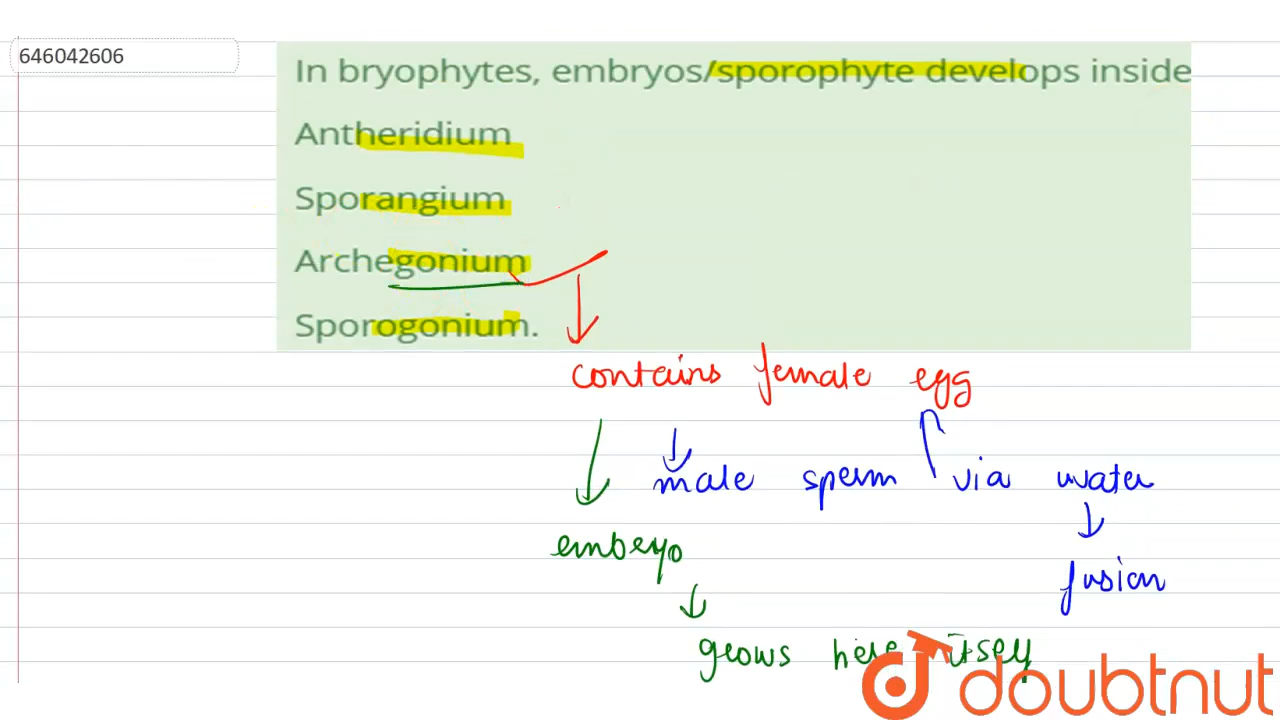 646042606
In bryophytes, embryos/sporophyte develops inside
Antheridium
Sporangium
Archegonium
Sporogonium.
contains female egg
male sperm via water
embryo
fusion
grows here itself
doubtnut